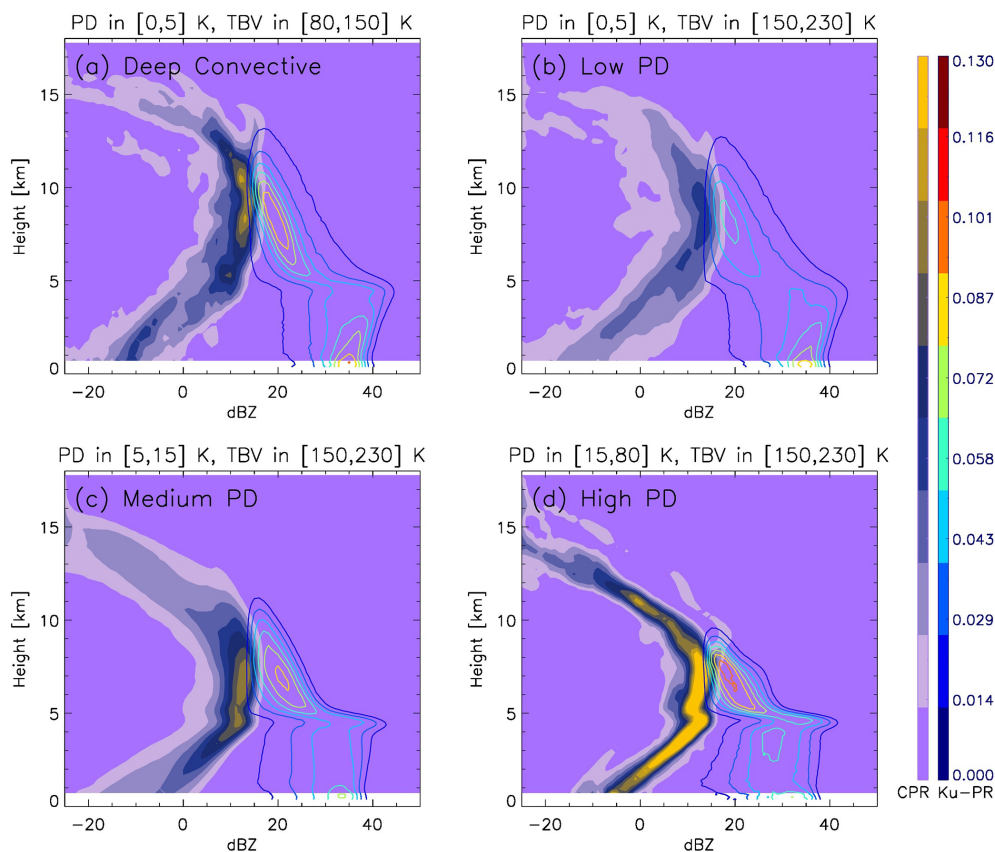 PD in [0,5] K, TBV in [80,150] K
(a) Deep Convective
15
10
5
0
Height [km]
−20 0 20 40
dBZ
PD in [0,5] K, TBV in [150,230] K
(b) Low PD
15
10
5
0
Height [km]
−20 0 20 40
dBZ
PD in [5,15] K, TBV in [150,230] K
(c) Medium PD
15
10
5
0
Height [km]
−20 0 20 40
dBZ
PD in [15,80] K, TBV in [150,230] K
(d) High PD
15
10
5
0
Height [km]
−20 0 20 40
dBZ
0.130
0.116
0.101
0.087
0.072
0.058
0.043
0.029
0.014
0.000
CPR Ku−PR